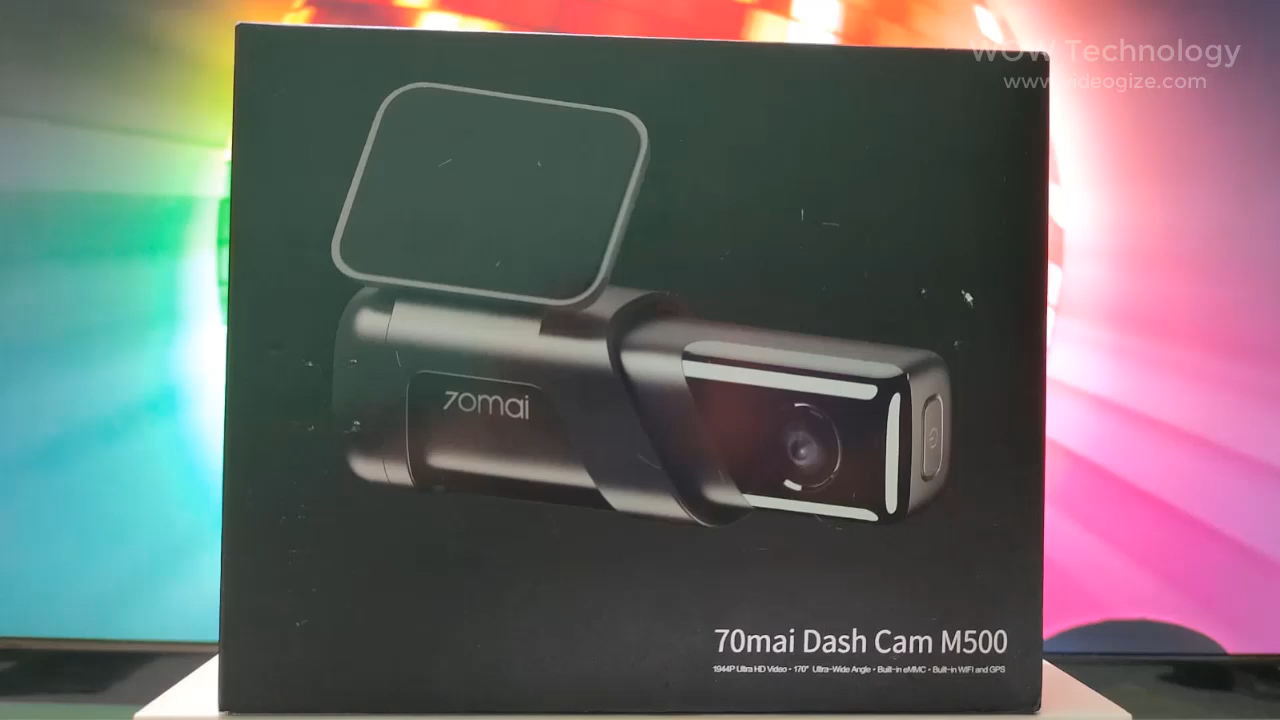 WOW Technology
www.videogize.com
70mai
70mai Dash Cam M500
1944P Ultra HD Video • 170° Ultra-Wide Angle • Built-in eMMC • Built-in WIFI and GPS